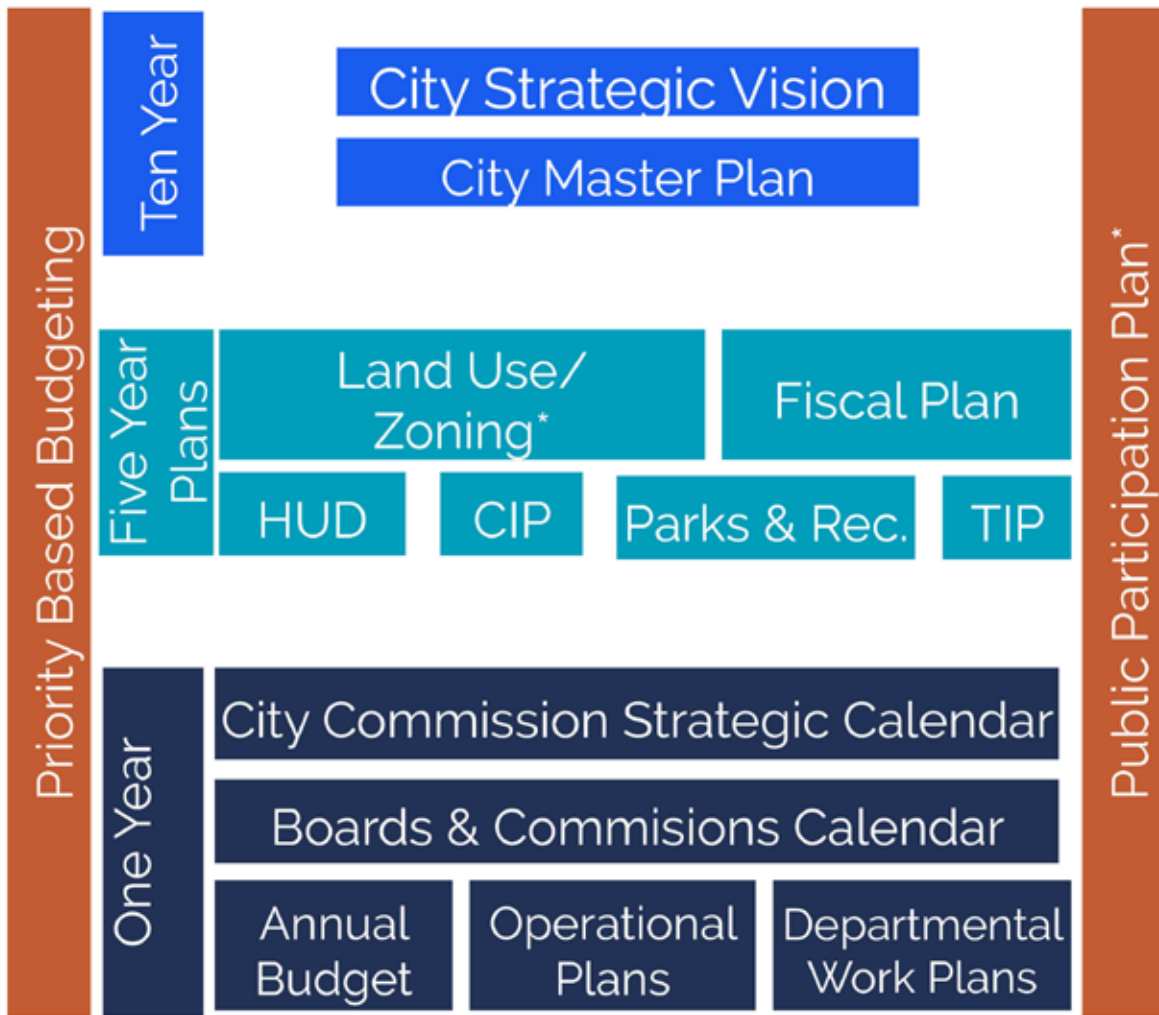 Priority Based Budgeting
Ten Year
City Strategic Vision
City Master Plan
Five Year
Plans
Land Use/
Zoning*
Fiscal Plan
HUD
CIP
Parks & Rec.
TIP
One Year
City Commission Strategic Calendar
Boards & Commisions Calendar
Annual
Budget
Operational
Plans
Departmental
Work Plans
Public Participation Plan*